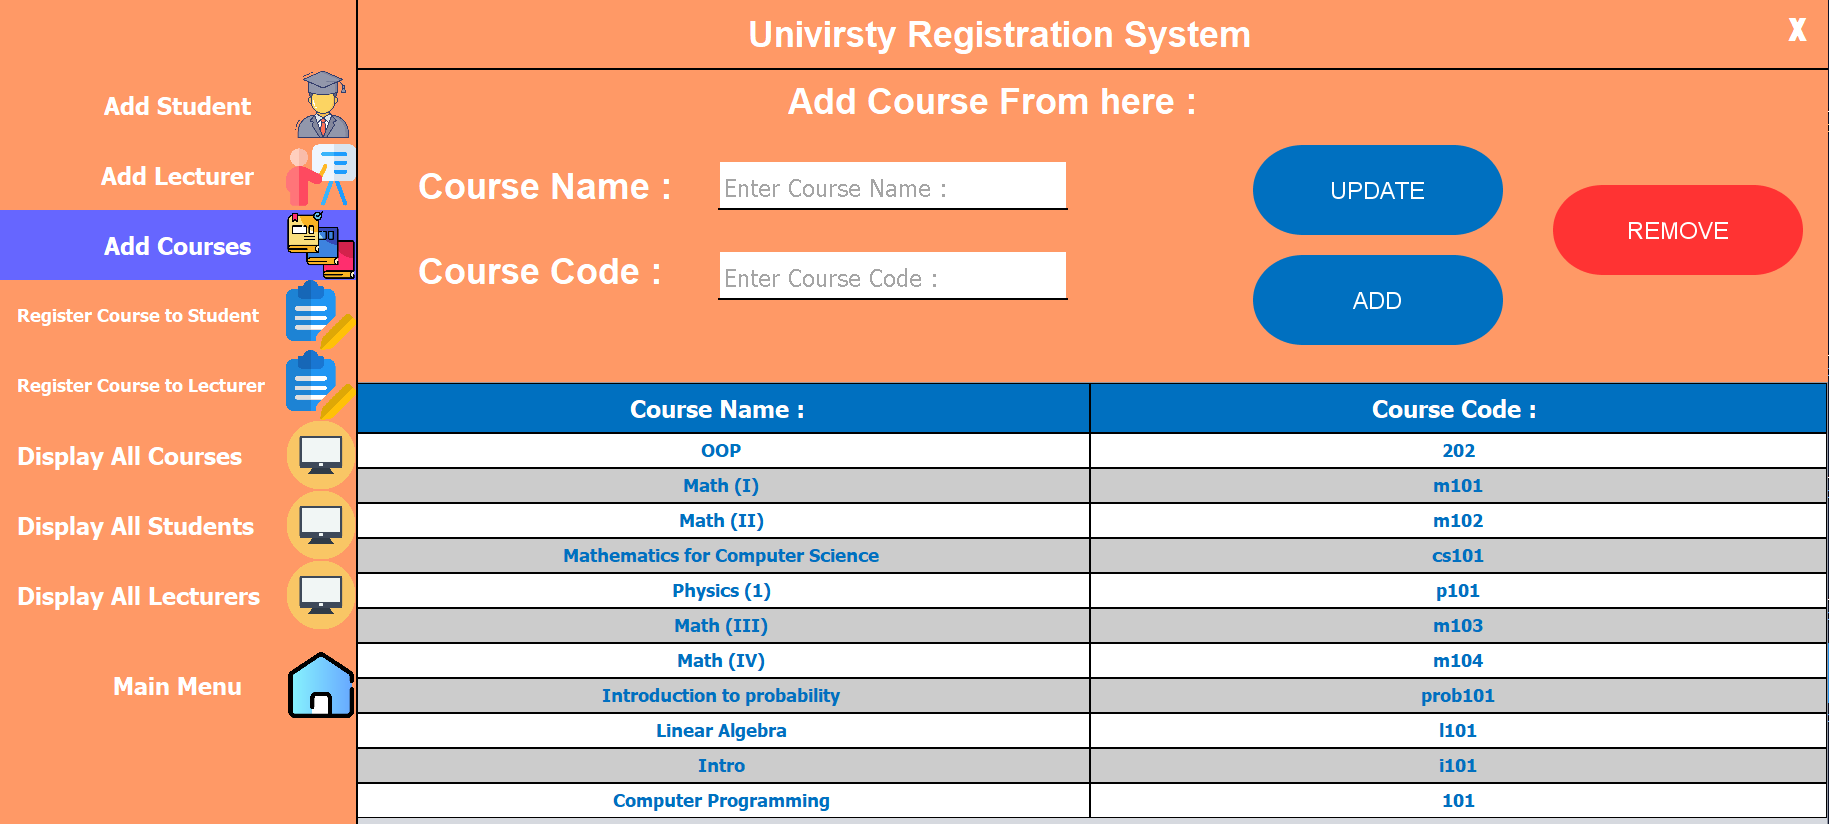 Univirsty Registration System
X
Add Student
Add Lecturer
Add Courses
Register Course to Student
Register Course to Lecturer
Display All Courses
Display All Students
Display All Lecturers
Main Menu
Add Course From here :
Course Name :
Enter Course Name :
Course Code :
Enter Course Code :
UPDATE
ADD
REMOVE
Course Name : Course Code :
OOP 202
Math (I) m101
Math (II) m102
Mathematics for Computer Science cs101
Physics (1) p101
Math (III) m103
Math (IV) m104
Introduction to probability prob101
Linear Algebra l101
Intro i101
Computer Programming 101